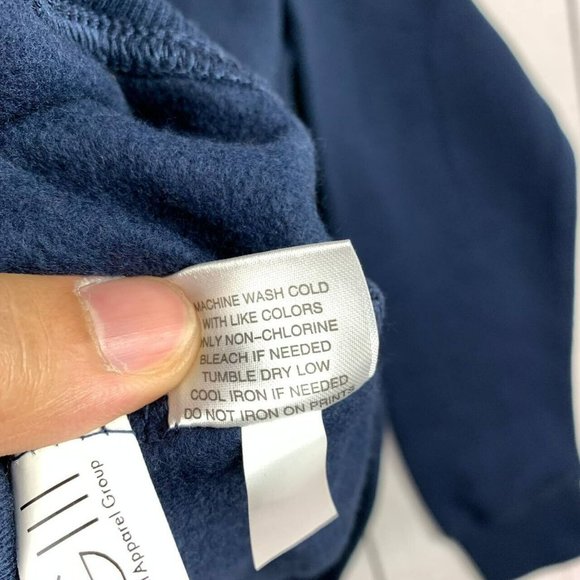 MACHINE WASH COLD
WITH LIKE COLORS
ONLY NON-CHLORINE
BLEACH IF NEEDED
TUMBLE DRY LOW
COOL IRON IF NEEDED
DO NOT IRON ON PRINTS
Apparel Group